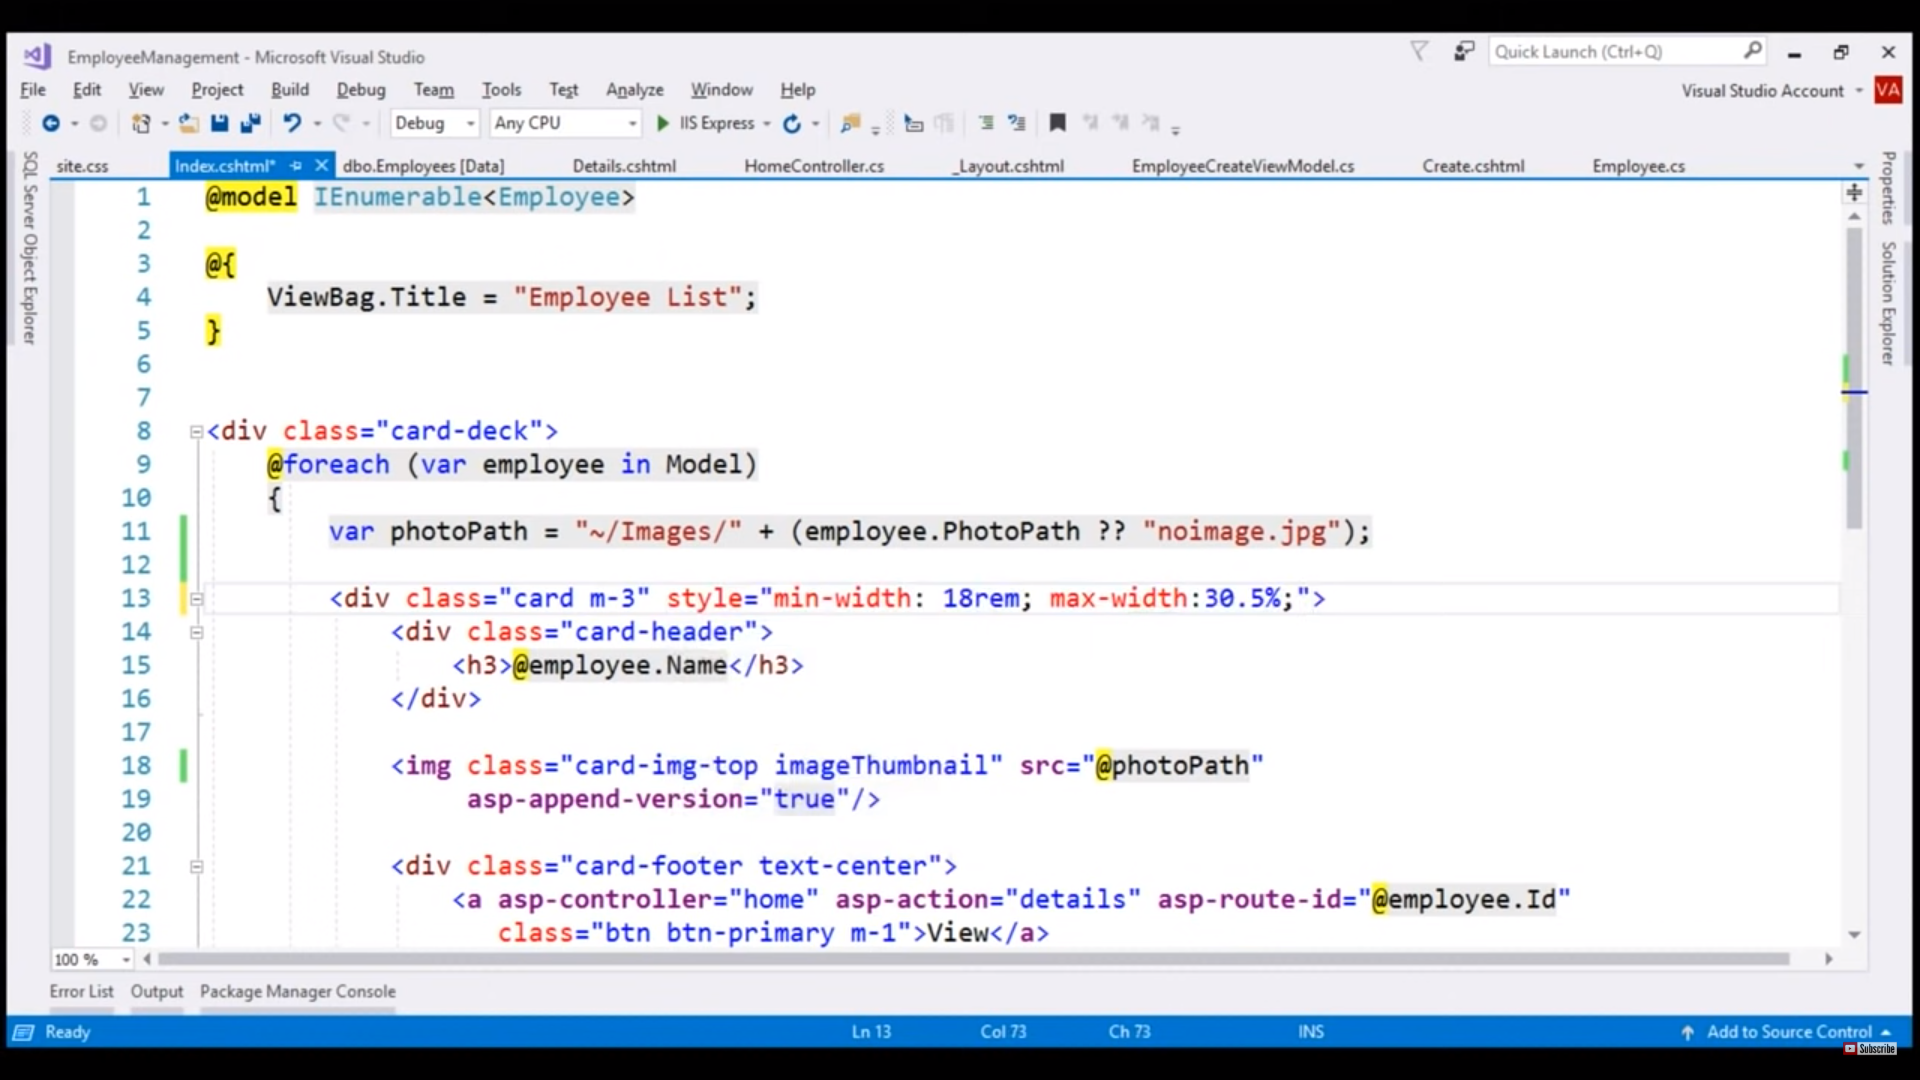 EmployeeManagement - Microsoft Visual Studio
Quick Launch (Ctrl+Q)
File Edit View Project Build Debug Team Tools Test Analyze Window Help
Visual Studio Account VA
Debug Any CPU IIS Express
SQL Server Object Explorer
site.css Index.cshtml* dbo.Employees [Data] Details.cshtml HomeController.cs _Layout.cshtml EmployeeCreateViewModel.cs Create.cshtml Employee.cs
Properties
Solution Explorer
1 @model IEnumerable<Employee>
2
3 @{
4 ViewBag.Title = "Employee List";
5 }
6
7
8 <div class="card-deck">
9 @foreach (var employee in Model)
10 {
11 var photoPath = "~/Images/" + (employee.PhotoPath ?? "noimage.jpg");
12
13 <div class="card m-3" style="min-width: 18rem; max-width:30.5%;">
14 <div class="card-header">
15 <h3>@employee.Name</h3>
16 </div>
17
18 <img class="card-img-top imageThumbnail" src="@photoPath"
19 asp-append-version="true"/>
20
21 <div class="card-footer text-center">
22 <a asp-controller="home" asp-action="details" asp-route-id="@employee.Id"
23 class="btn btn-primary m-1">View</a>
100 %
Error List Output Package Manager Console
Ready Ln 13 Col 73 Ch 73 INS Add to Source Control
Subscribe